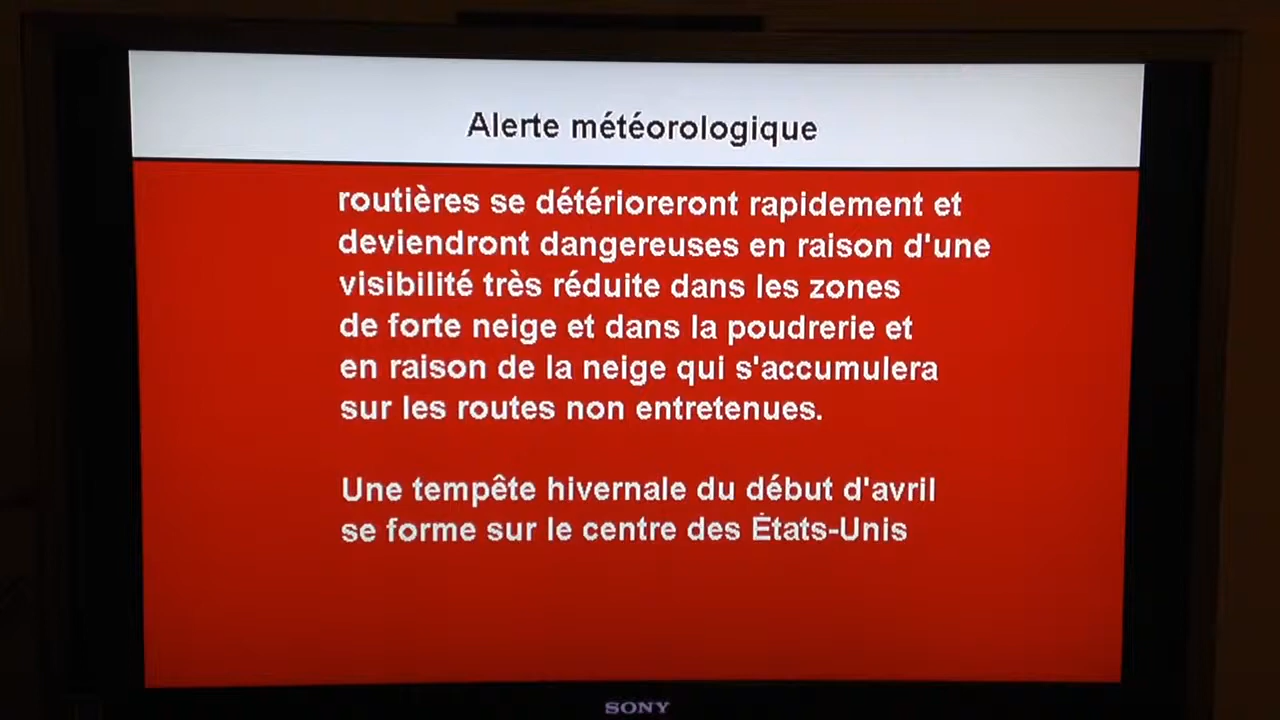 Alerte météorologique
routières se détérioreront rapidement et
deviendront dangereuses en raison d'une
visibilité très réduite dans les zones
de forte neige et dans la poudrerie et
en raison de la neige qui s'accumulera
sur les routes non entretenues.
Une tempête hivernale du début d'avril
se forme sur le centre des États-Unis
SONY